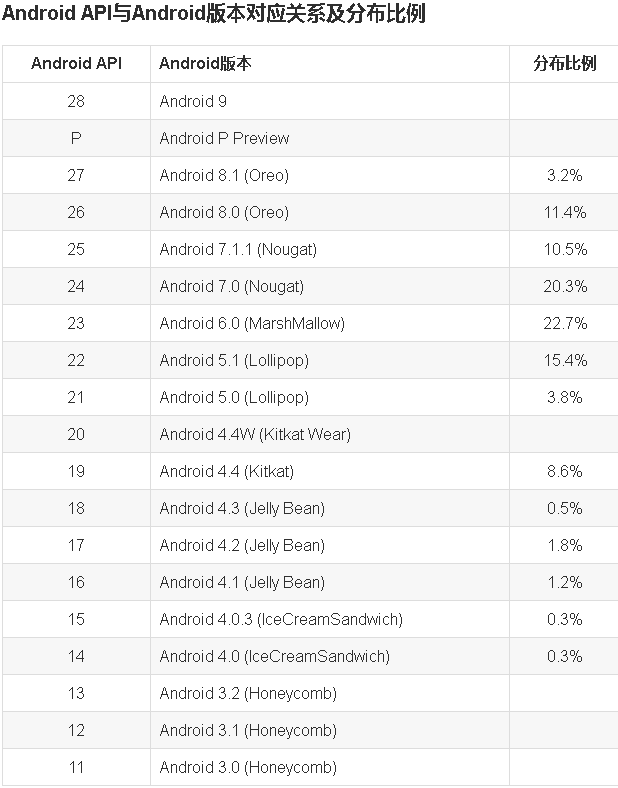 Android API与Android版本对应关系及分布比例
Android API Android版本 分布比例
28 Android 9
P Android P Preview
27 Android 8.1 (Oreo) 3.2%
26 Android 8.0 (Oreo) 11.4%
25 Android 7.1.1 (Nougat) 10.5%
24 Android 7.0 (Nougat) 20.3%
23 Android 6.0 (MarshMallow) 22.7%
22 Android 5.1 (Lollipop) 15.4%
21 Android 5.0 (Lollipop) 3.8%
20 Android 4.4W (Kitkat Wear)
19 Android 4.4 (Kitkat) 8.6%
18 Android 4.3 (Jelly Bean) 0.5%
17 Android 4.2 (Jelly Bean) 1.8%
16 Android 4.1 (Jelly Bean) 1.2%
15 Android 4.0.3 (IceCreamSandwich) 0.3%
14 Android 4.0 (IceCreamSandwich) 0.3%
13 Android 3.2 (Honeycomb)
12 Android 3.1 (Honeycomb)
11 Android 3.0 (Honeycomb)